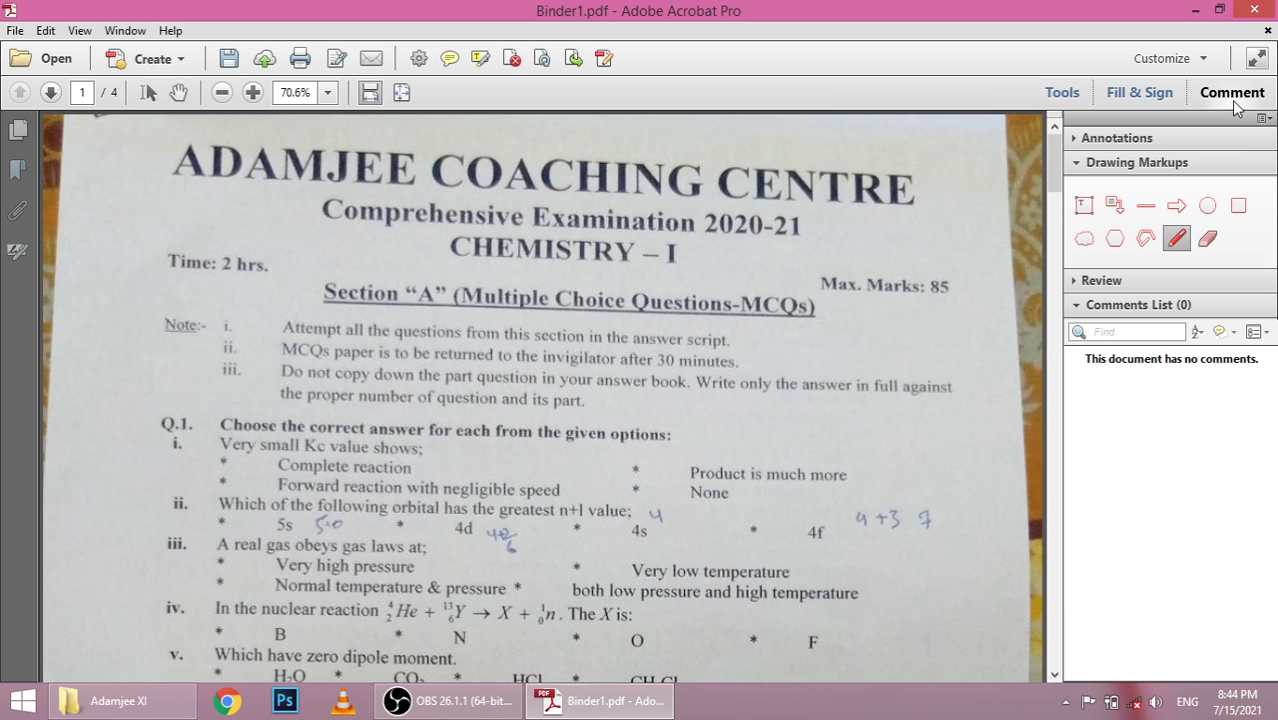 Binder1.pdf - Adobe Acrobat Pro
File Edit View Window Help
Open Create Customize
1 / 4 70.6% Tools Fill & Sign Comment
Annotations
Drawing Markups
Review
Comments List (0)
Find
This document has no comments.
ADAMJEE COACHING CENTRE
Comprehensive Examination 2020-21
CHEMISTRY – I
Time: 2 hrs. Max. Marks: 85
Section "A" (Multiple Choice Questions-MCQs)
Note:- i. Attempt all the questions from this section in the answer script.
ii. MCQs paper is to be returned to the invigilator after 30 minutes.
iii. Do not copy down the part question in your answer book. Write only the answer in full against
the proper number of question and its part.
Q.1. Choose the correct answer for each from the given options:
i. Very small Kc value shows;
* Complete reaction * Product is much more
* Forward reaction with negligible speed * None
ii. Which of the following orbital has the greatest n+l value; 4
* 5s * 4d * 4s * 4f 4+3 7
iii. A real gas obeys gas laws at;
* Very high pressure * Very low temperature
* Normal temperature & pressure * both low pressure and high temperature
iv. In the nuclear reaction ⁴₂He + ¹³₆Y → X + ¹₀n. The X is:
* B * N * O * F
v. Which have zero dipole moment.
* H₂O * CO₂ * HCl *
Adamjee XI OBS 26.1.1 (64-bit... Binder1.pdf - Ado... ENG 8:44 PM
7/15/2021